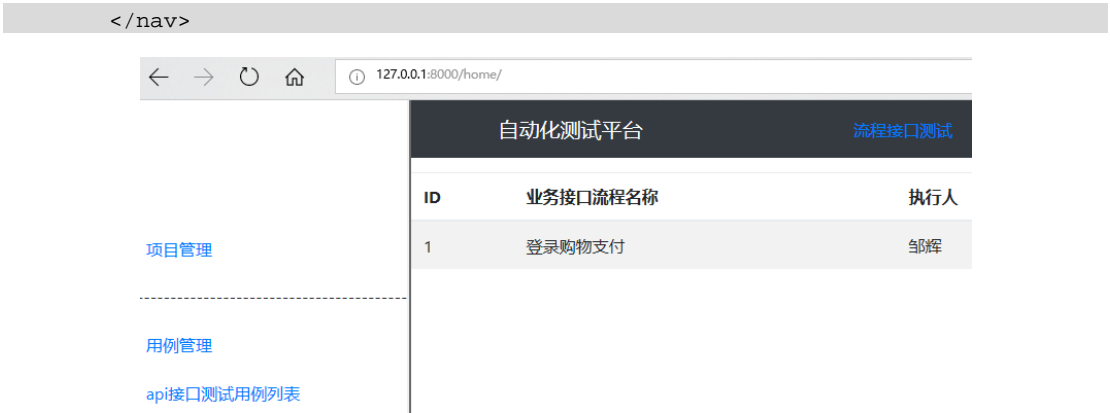 </nav>
127.0.0.1:8000/home/
自动化测试平台 流程接口测试
ID 业务接口流程名称 执行人
项目管理
1 登录购物支付 邹辉
用例管理
api接口测试用例列表